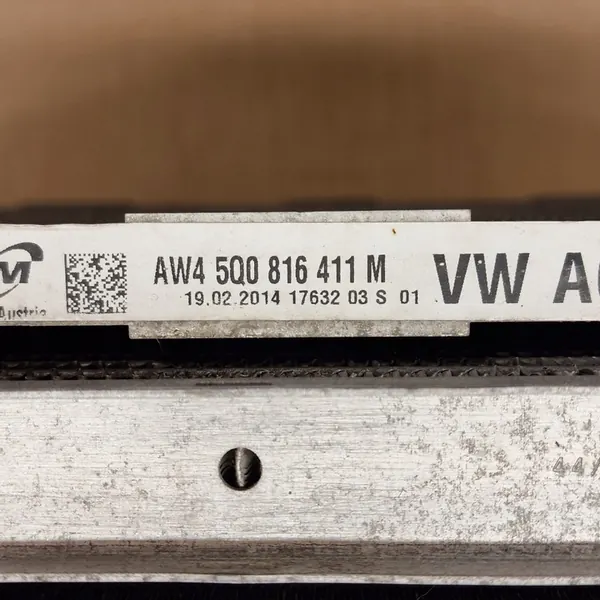 M
Austria
AW4 5Q0 816 411 M
19.02.2014 17632 03 S 01
VW A
44/